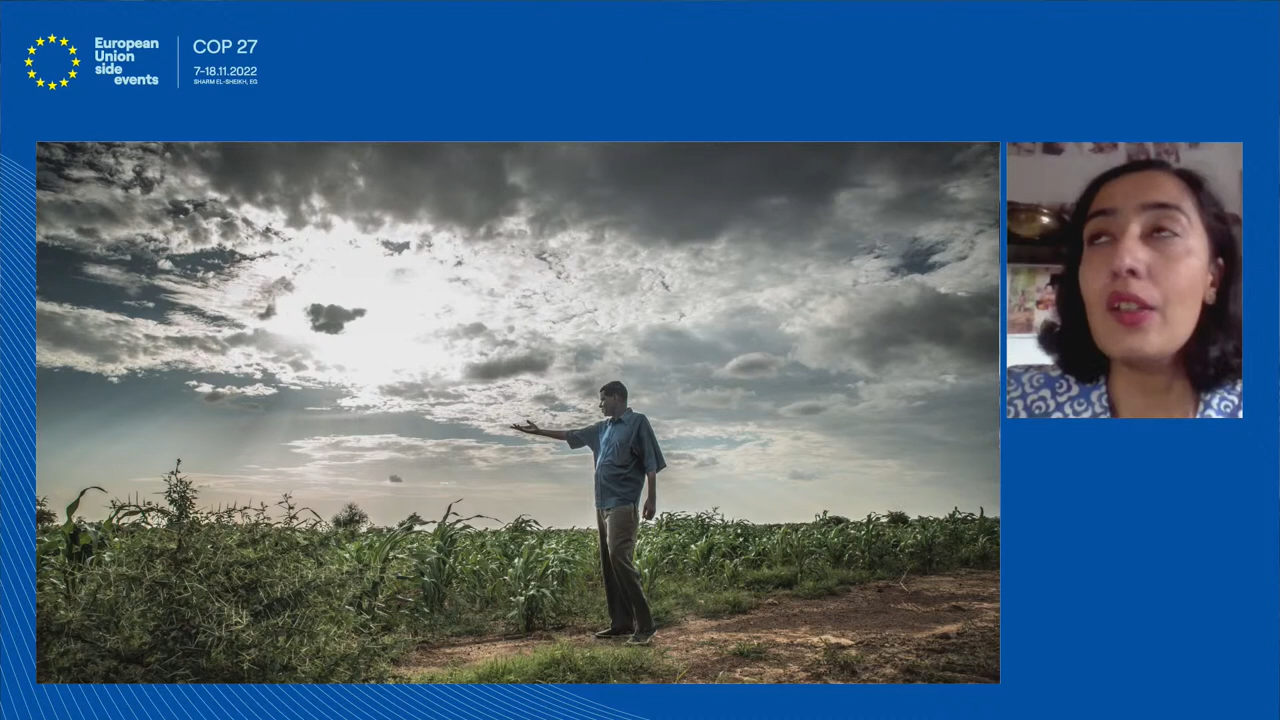 European
Union
side
events
COP 27
7-18.11.2022
SHARM EL-SHEIKH, EG